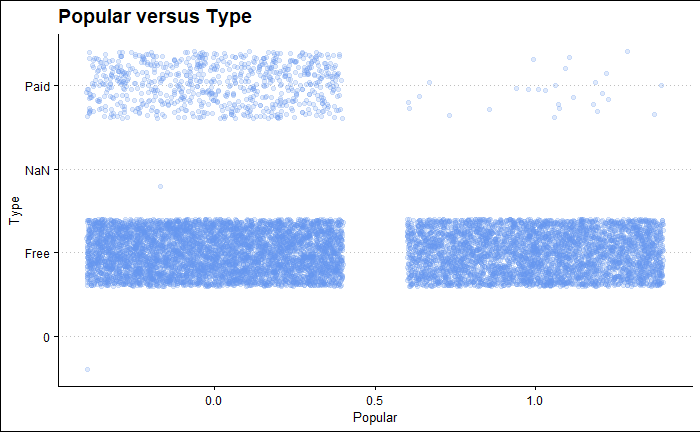 Popular versus Type
Paid
NaN
Free
0
Type
0.0
0.5
1.0
Popular